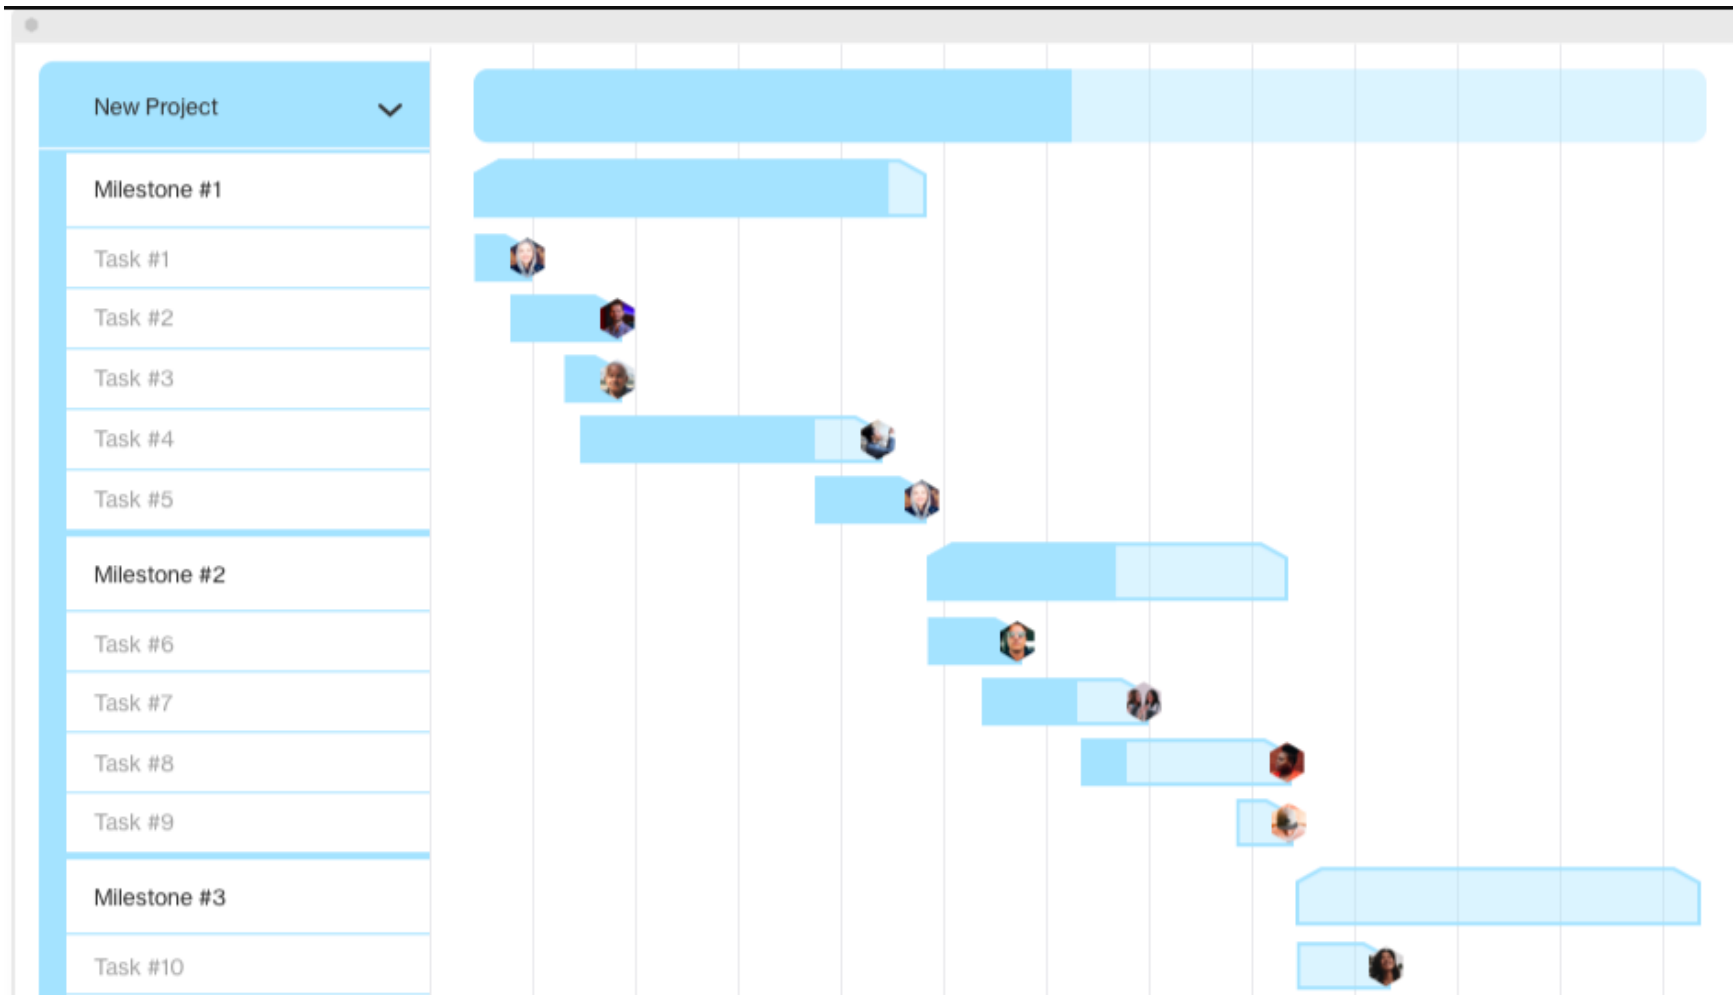 New Project
Milestone #1
Task #1
Task #2
Task #3
Task #4
Task #5
Milestone #2
Task #6
Task #7
Task #8
Task #9
Milestone #3
Task #10